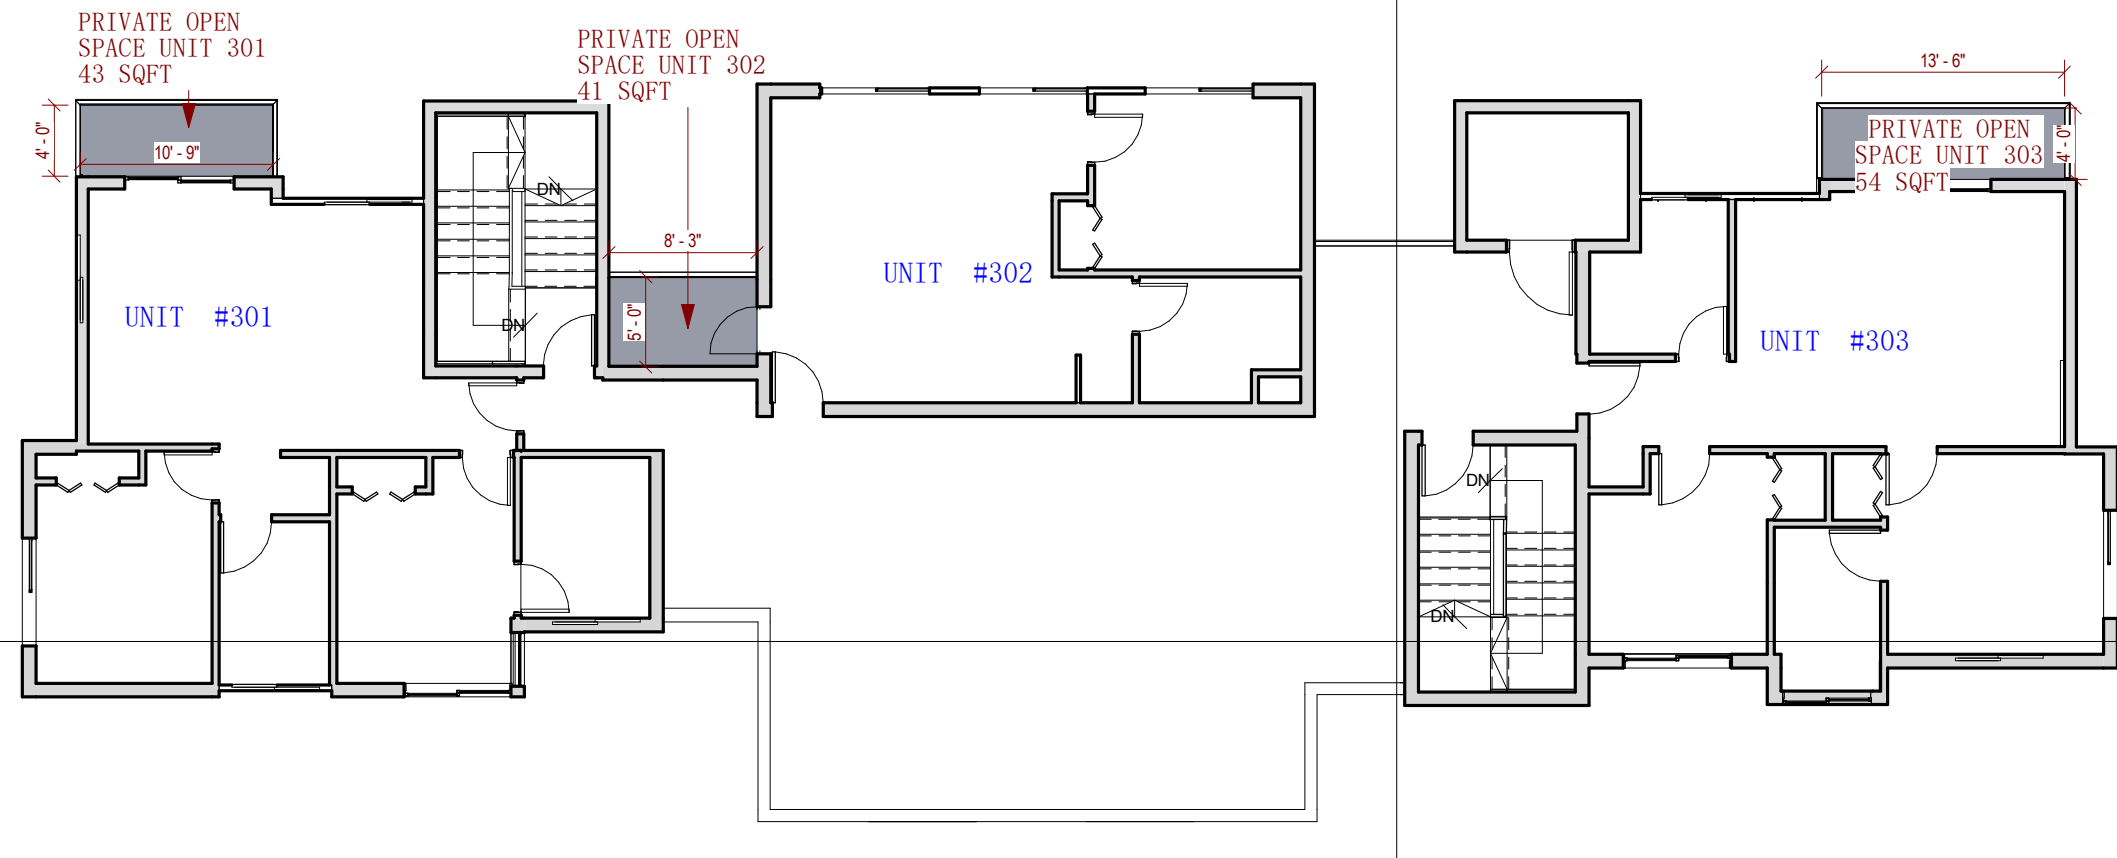 PRIVATE OPEN
SPACE UNIT 301
43 SQFT
4' - 0"
10' - 9"
PRIVATE OPEN
SPACE UNIT 302
41 SQFT
8' - 3"
5' - 0"
13' - 6"
4' - 0"
PRIVATE OPEN
SPACE UNIT 303
54 SQFT
DN
DN
UNIT #301
UNIT #302
UNIT #303
DN
DN